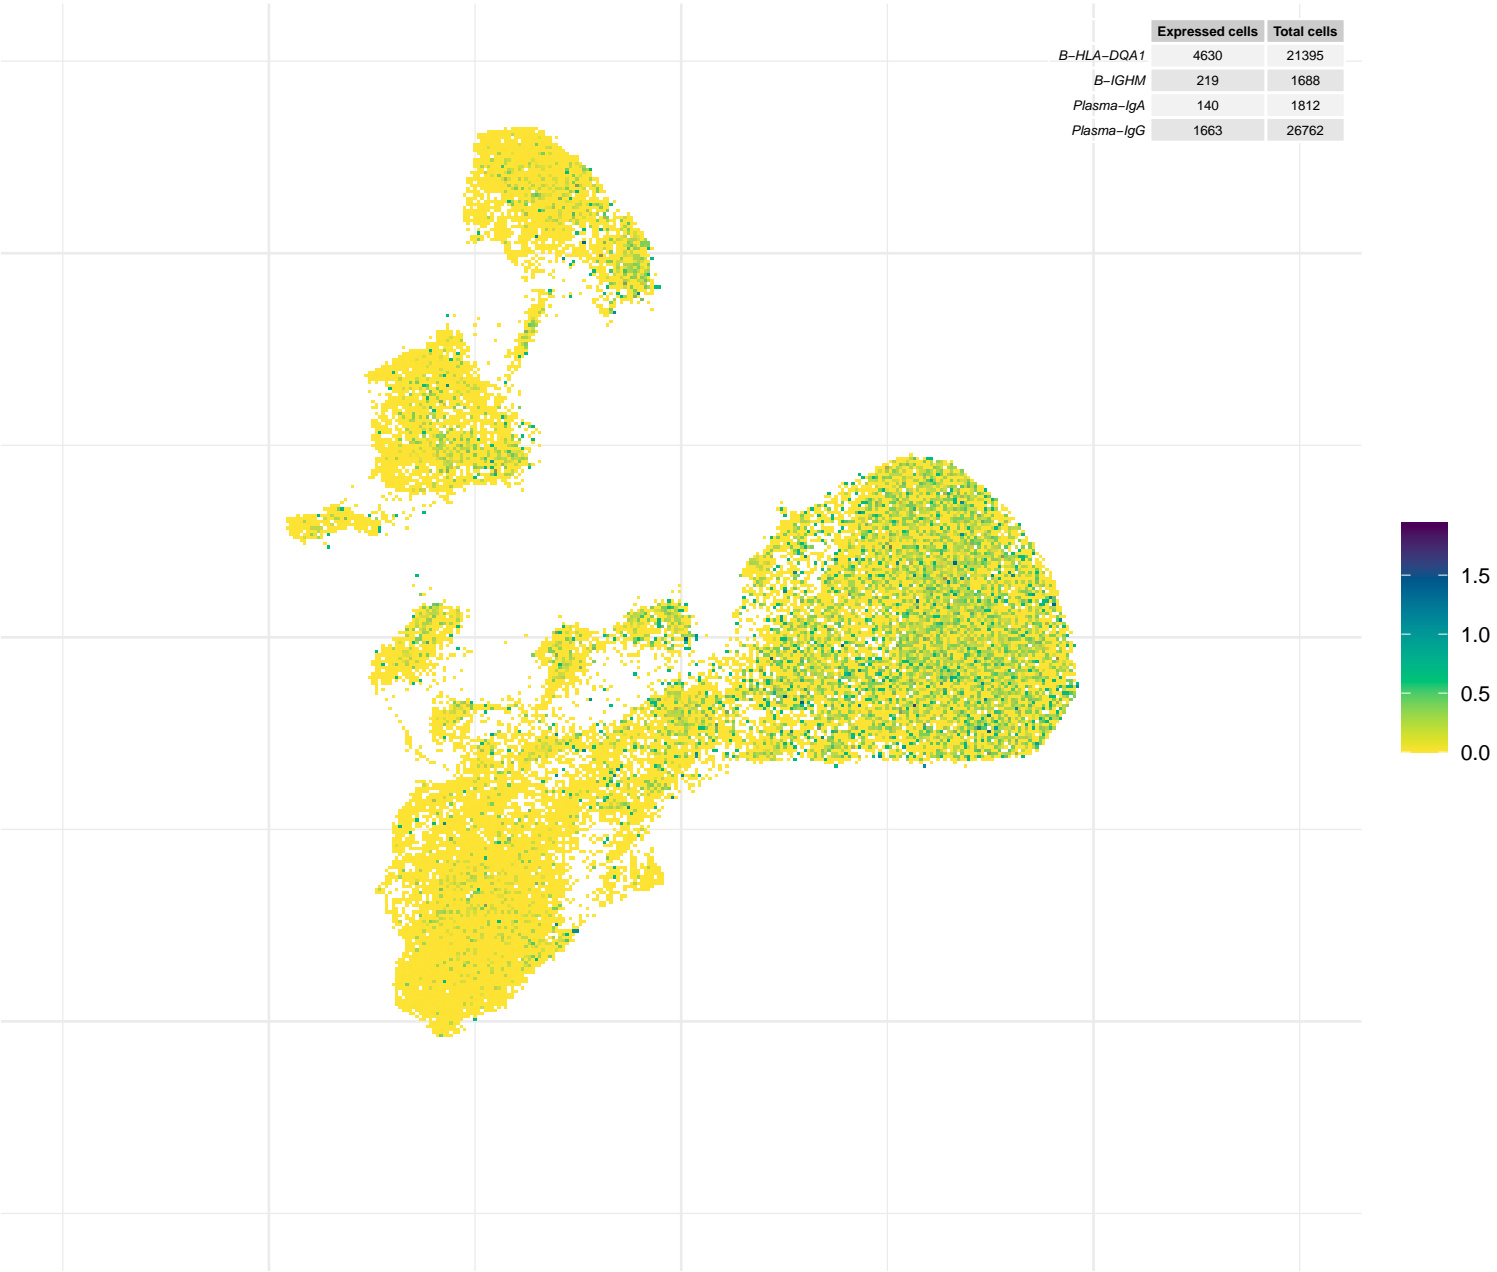 Expressed cells Total cells
B−HLA−DQA1 4630 21395
B−IGHM 219 1688
Plasma−IgA 140 1812
Plasma−IgG 1663 26762
1.5
1.0
0.5
0.0